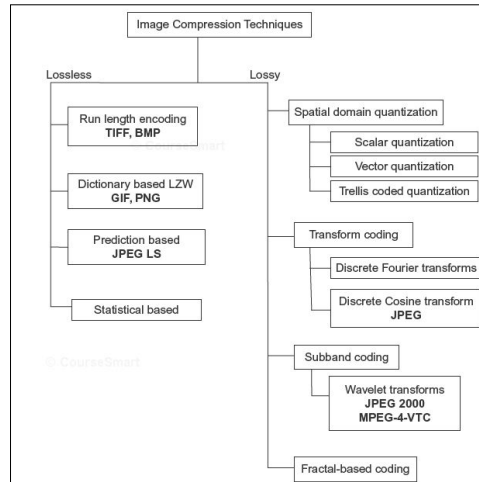 Image Compression Techniques
Lossless
Lossy
Run length encoding
TIFF, BMP
© CourseSmart
Dictionary based LZW
GIF, PNG
Prediction based
JPEG LS
Statistical based
© CourseSmart
Spatial domain quantization
Scalar quantization
Vector quantization
Trellis coded quantization
Transform coding
Discrete Fourier transforms
Discrete Cosine transform
JPEG
Subband coding
Wavelet transforms
JPEG 2000
MPEG-4-VTC
Fractal-based coding